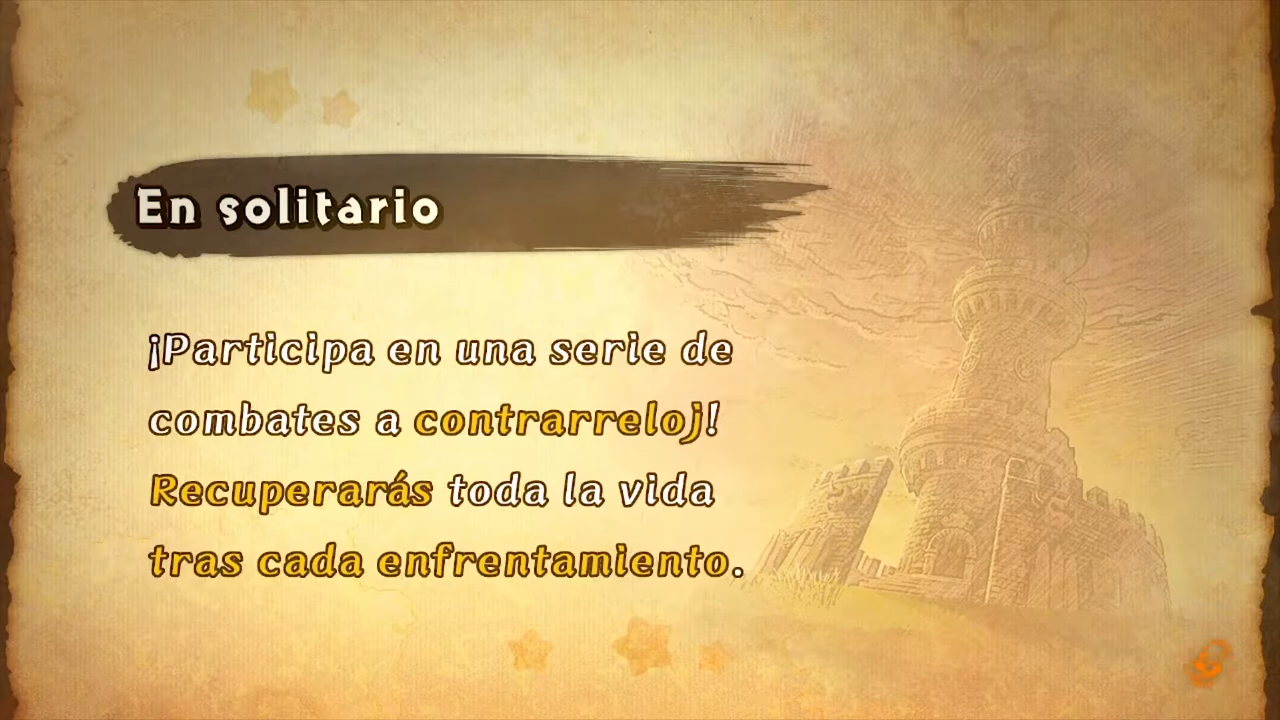 En solitario
¡Participa en una serie de
combates a contrarreloj!
Recuperarás toda la vida
tras cada enfrentamiento.